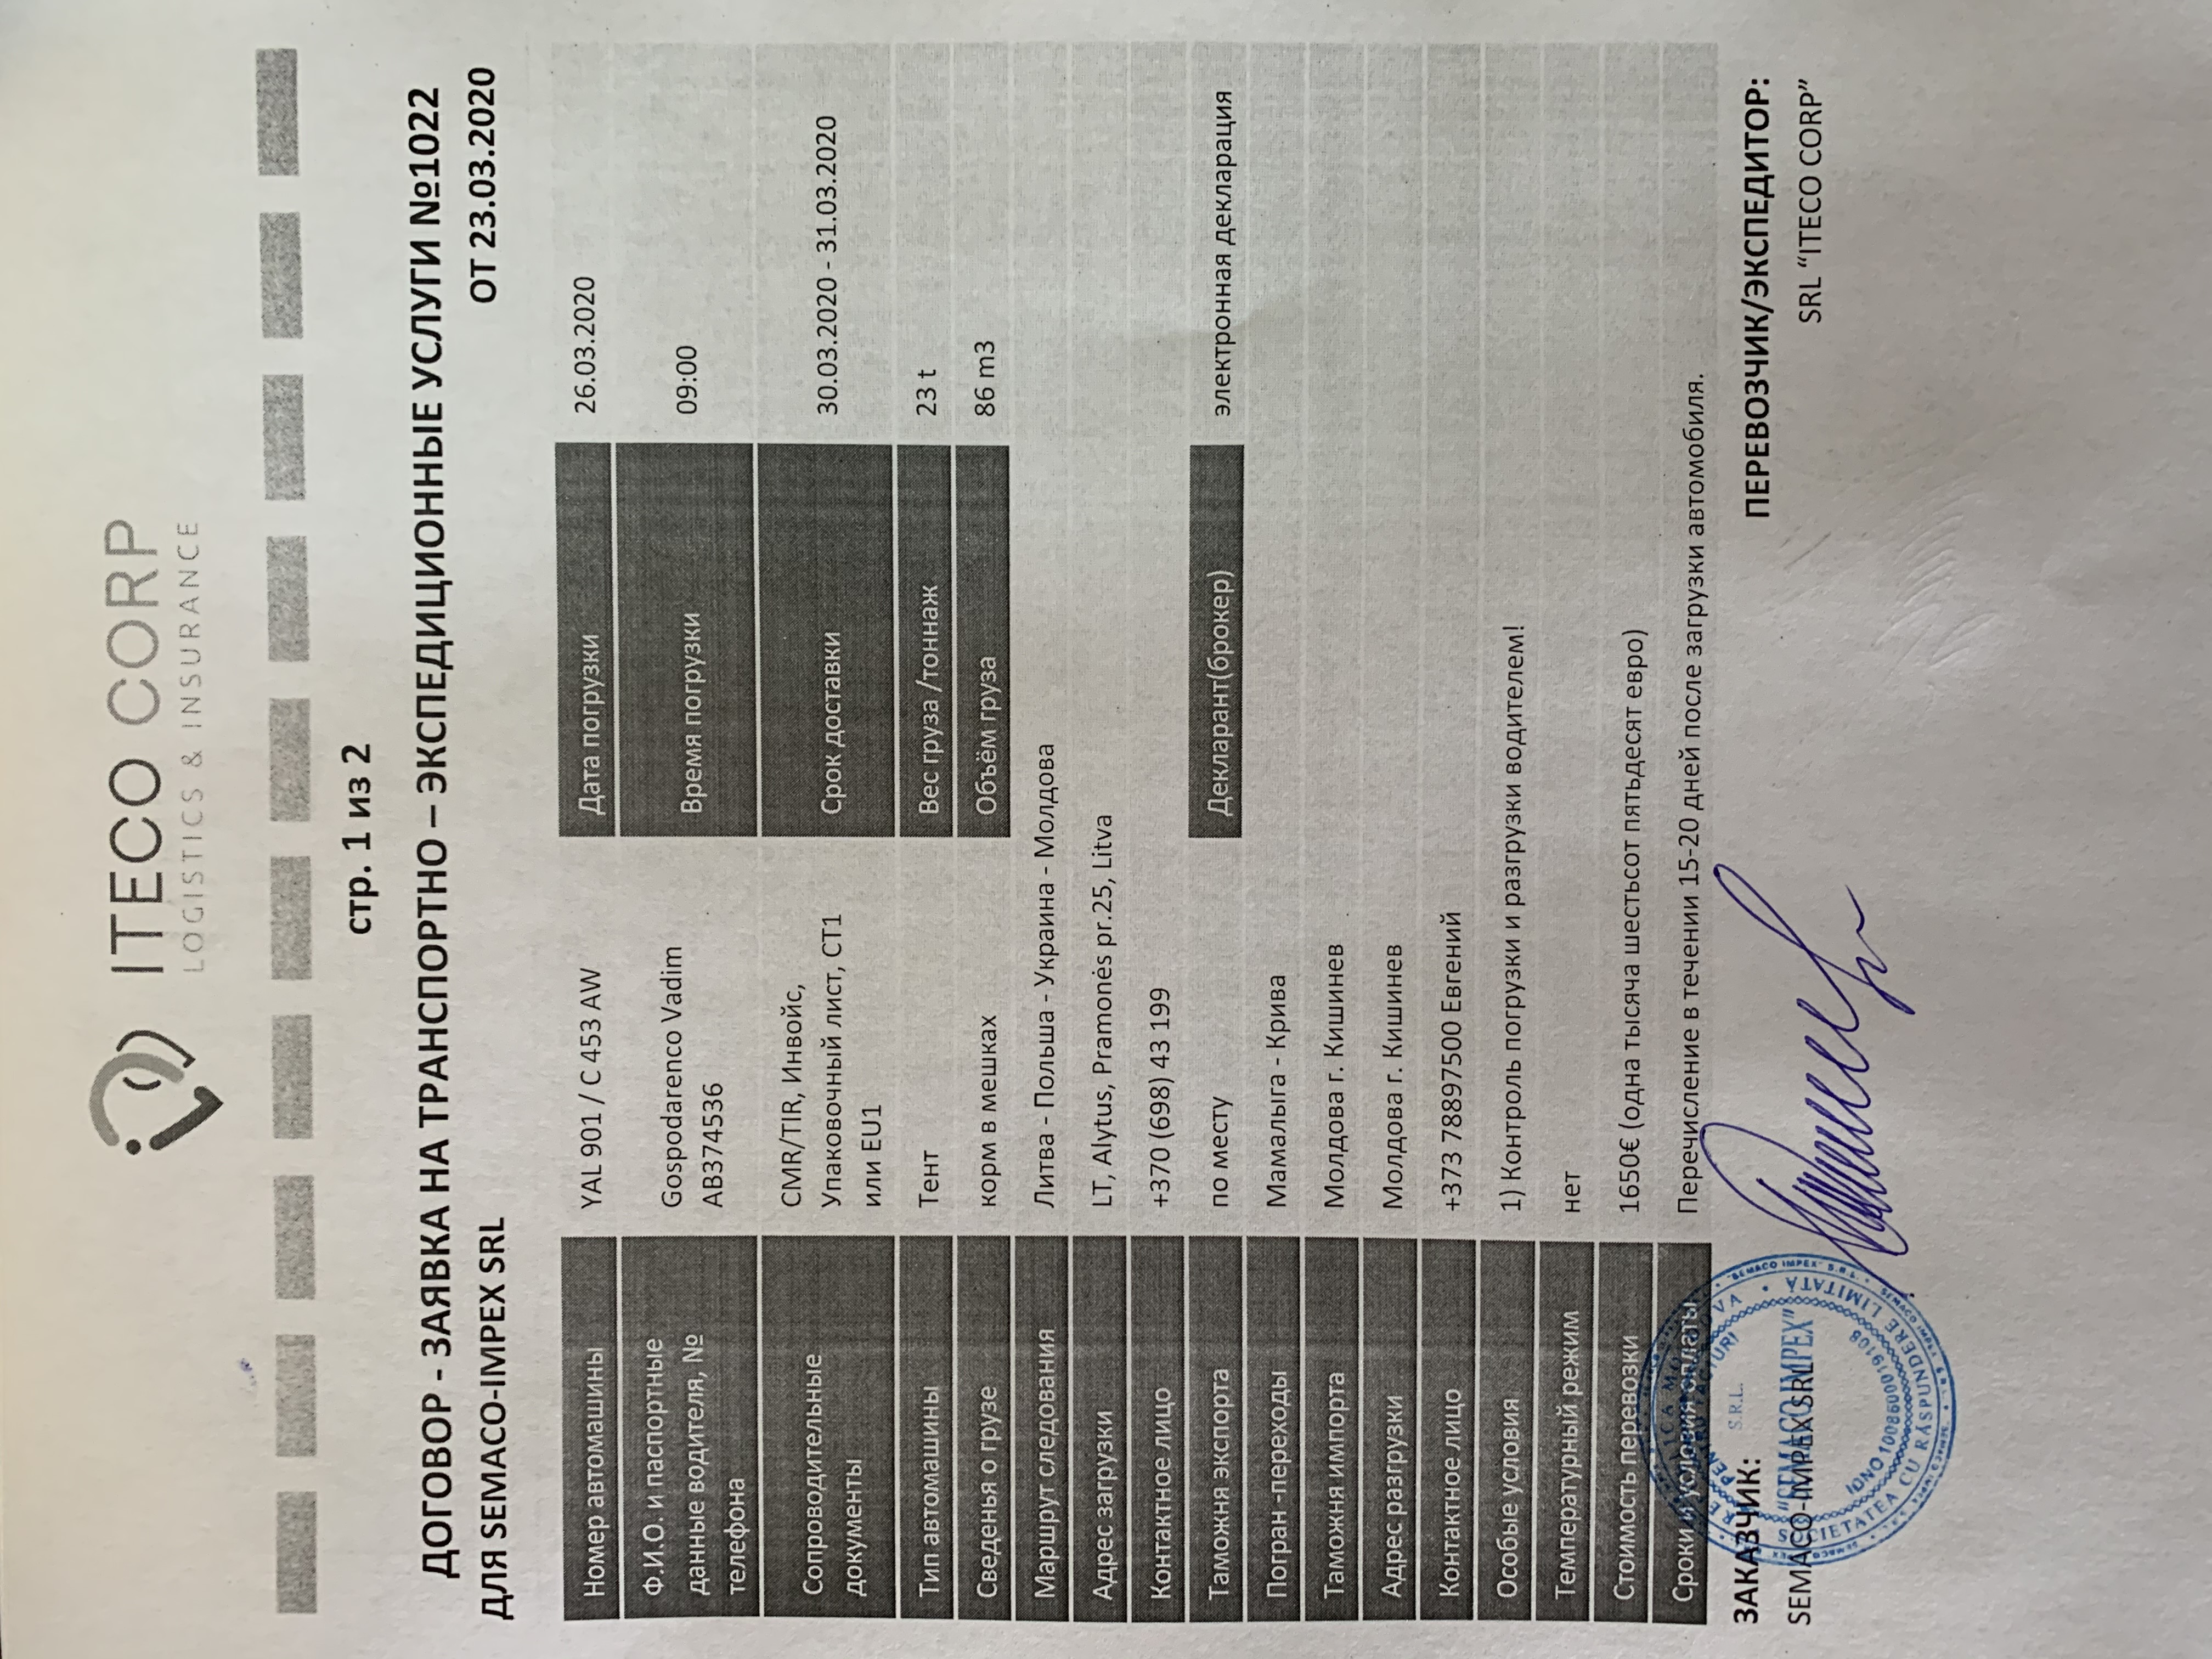 ITECO CORP
LOGISTICS & INSURANCE
стр. 1 из 2
ДОГОВОР - ЗАЯВКА НА ТРАНСПОРТНО – ЭКСПЕДИЦИОННЫЕ УСЛУГИ №1022
ДЛЯ SEMACO-IMPEX SRL
ОТ 23.03.2020
Номер автомашины
YAL 901 / C 453 AW
Дата погрузки
26.03.2020
Ф.И.О. и паспортные
данные водителя, №
телефона
Gospodarenco Vadim
AB374536
Время погрузки
09:00
Сопроводительные
документы
CMR/TIR, Инвойс,
Упаковочный лист, СТ1
или EU1
Срок доставки
30.03.2020 - 31.03.2020
Тип автомашины
Тент
Вес груза /тоннаж
23 t
Сведенья о грузе
корм в мешках
Объём груза
86 m3
Маршрут следования
Литва - Польша - Украина - Молдова
Адрес загрузки
LT, Alytus, Pramonės pr.25, Litva
Контактное лицо
+370 (698) 43 199
Таможня экспорта
по месту
Декларант(брокер)
электронная декларация
Погран -переходы
Мамалыга - Крива
Таможня импорта
Молдова г. Кишинев
Адрес разгрузки
Молдова г. Кишинев
Контактное лицо
+373 78897500 Евгений
Особые условия
1) Контроль погрузки и разгрузки водителем!
Температурный режим
нет
Стоимость перевозки
1650€ (одна тысяча шестьсот пятьдесят евро)
Сроки и условия оплаты
Перечисление в течении 15-20 дней после загрузки автомобиля.
ЗАКАЗЧИК:
SEMACO-IMPEX SRL
ПЕРЕВОЗЧИК/ЭКСПЕДИТОР:
SRL “ITECO CORP”
REPUBLICA MOLDOVA
PENTRU FACTURI
S.R.L.
"SEMACO IMPEX"
IDNO 1008600019108
SOCIETATEA CU RĂSPUNDERE LIMITATĂ